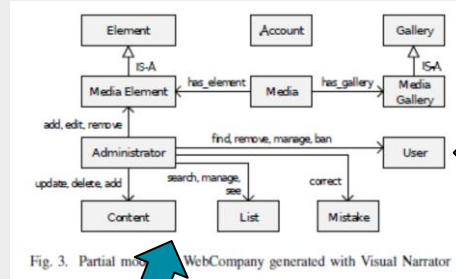 Element
Account
Gallery
IS-A
IS-A
Media Element
has_element
Media
has_gallery
Media
Gallery
add, edit, remove
find, remove, manage, ban
Administrator
User
update, delete, add
search, manage,
see
correct
Content
List
Mistake
Fig. 3. Partial WebCompany generated with Visual Narrator